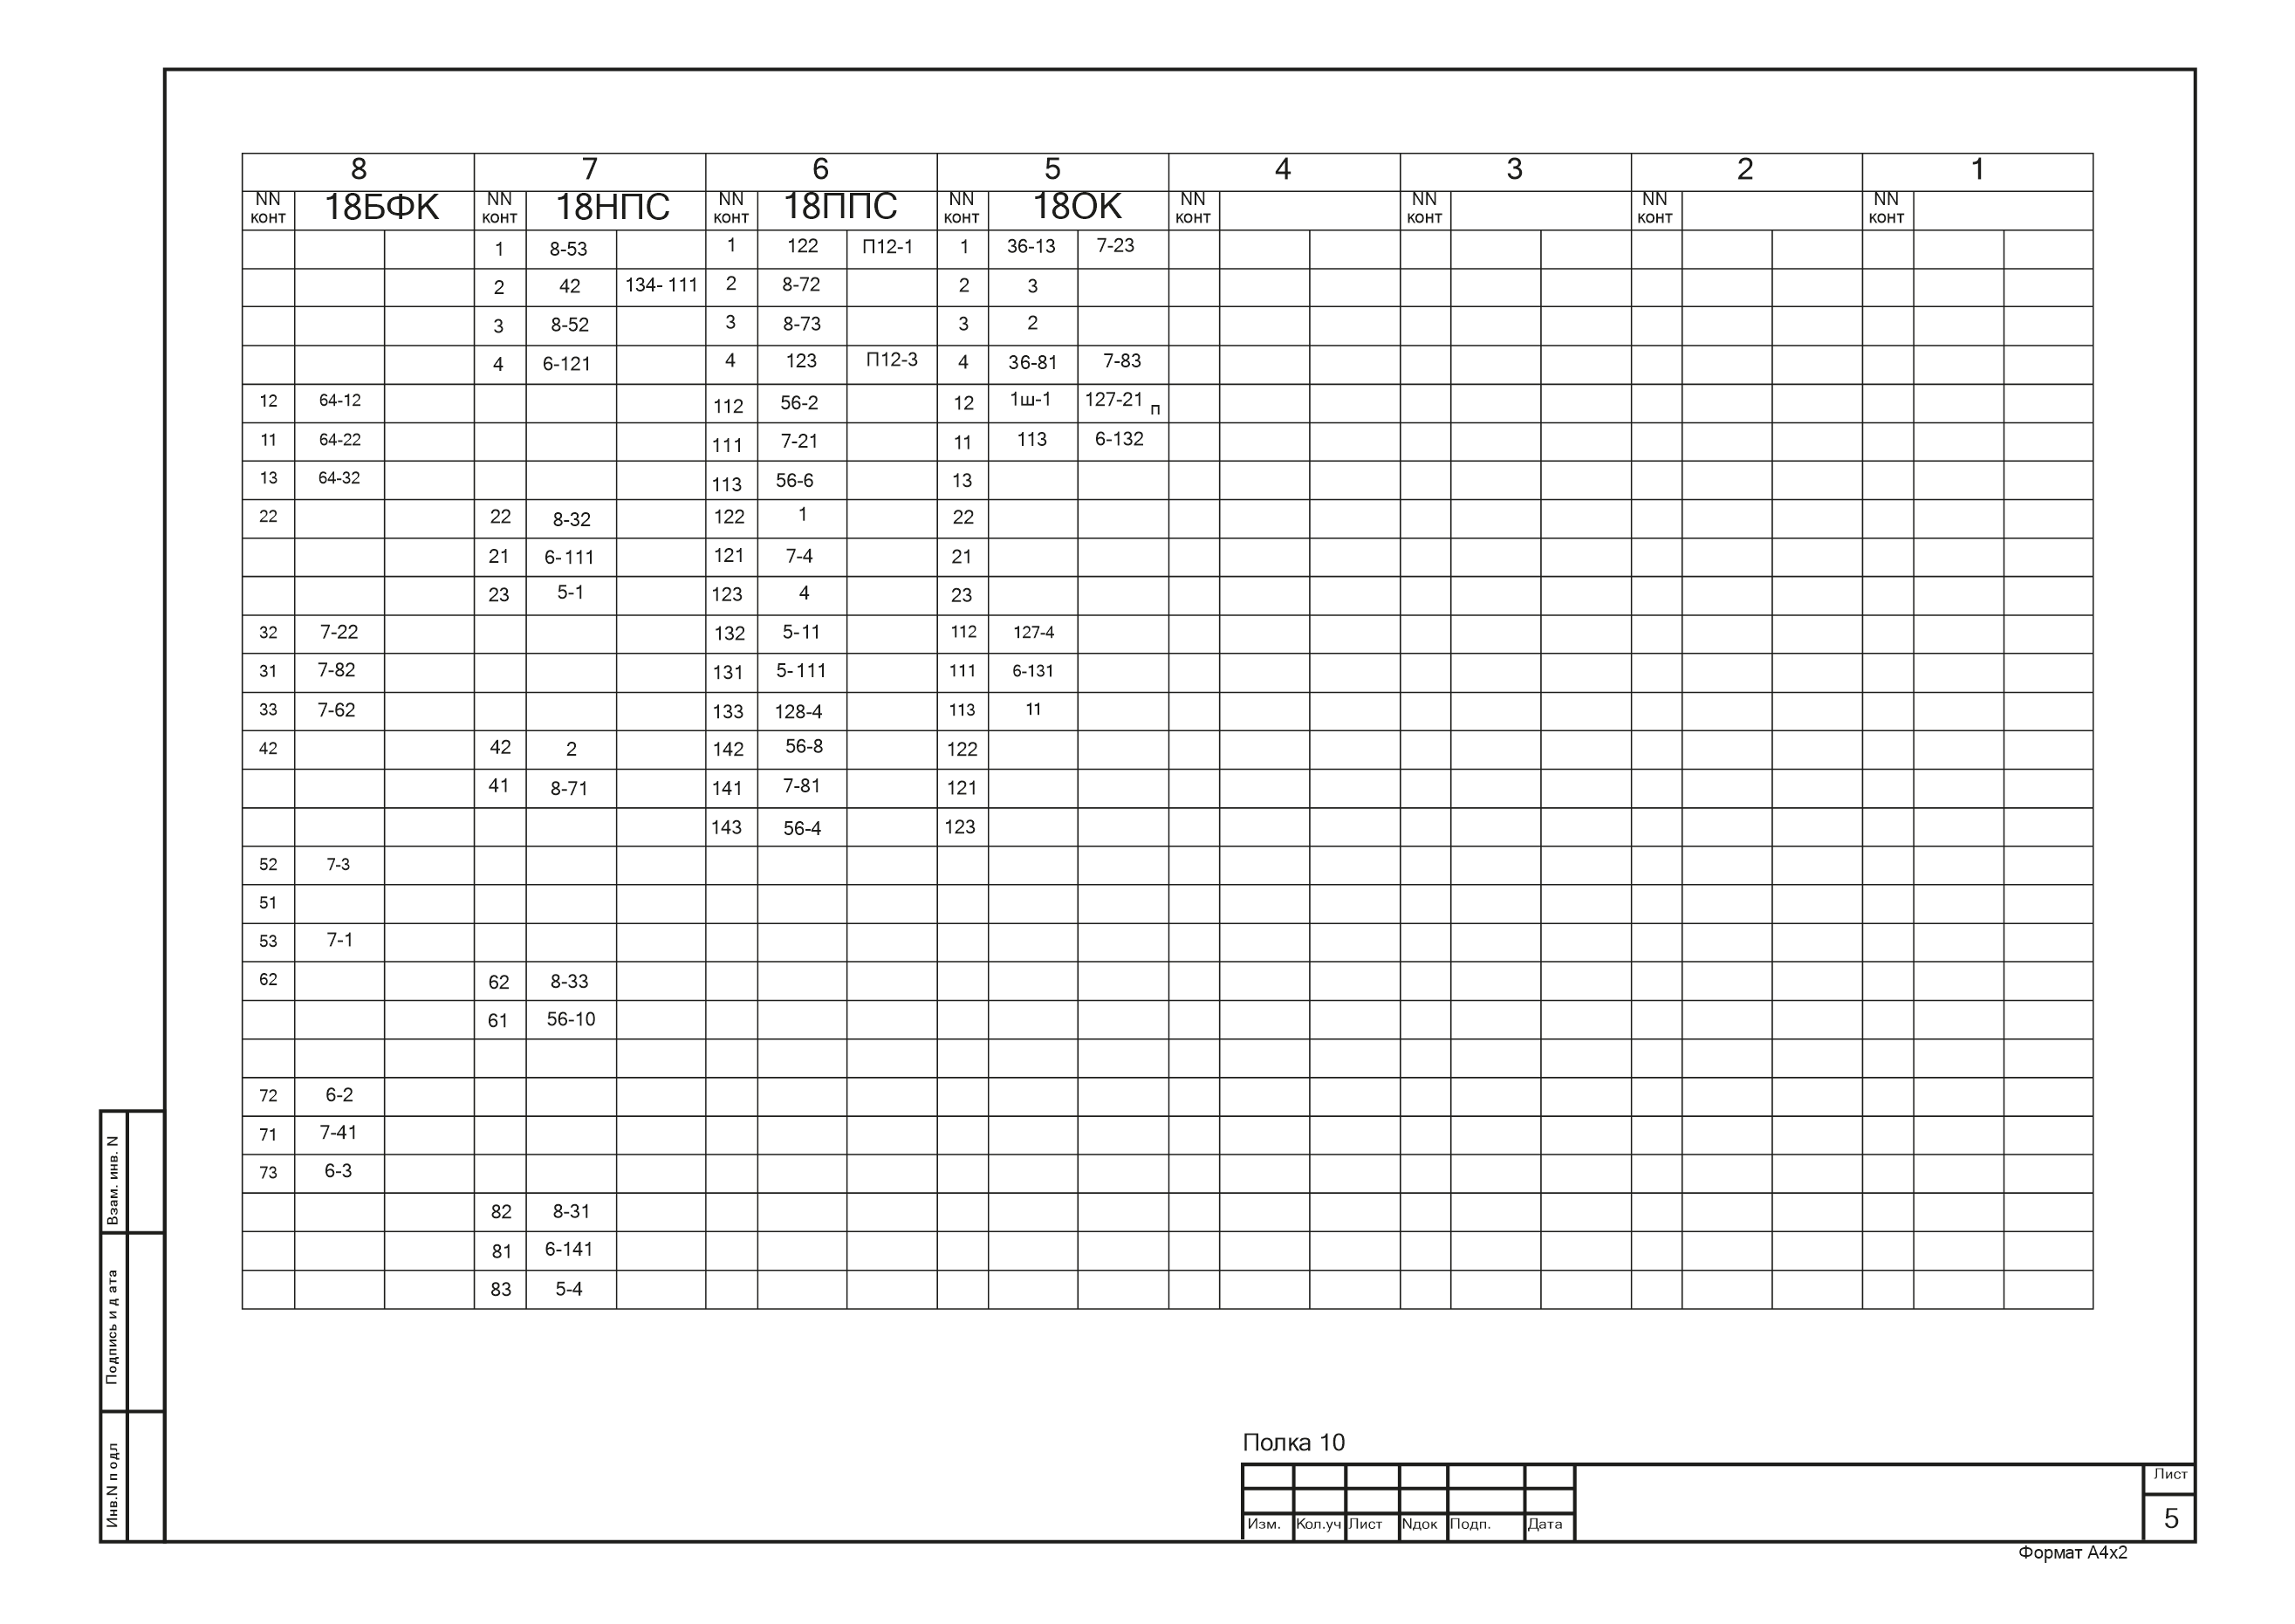 8 7 6 5 4 3 2 1
NN конт 18БФК NN конт 18НПС NN конт 18ППС NN конт 18ОК NN конт NN конт NN конт NN конт
1 8-53 1 122 П12-1 1 36-13 7-23
2 42 134- 111 2 8-72 2 3
3 8-52 3 8-73 3 2
4 6-121 4 123 П12-3 4 36-81 7-83
12 64-12 112 56-2 12 1ш-1 127-21 п
11 64-22 111 7-21 11 113 6-132
13 64-32 113 56-6 13
22 22 8-32 122 1 22
21 6-111 121 7-4 21
23 5-1 123 4 23
32 7-22 132 5-11 112 127-4
31 7-82 131 5-111 111 6-131
33 7-62 133 128-4 113 11
42 42 2 142 56-8 122
41 8-71 141 7-81 121
143 56-4 123
52 7-3
51
53 7-1
62 62 8-33
61 56-10
72 6-2
71 7-41
73 6-3
82 8-31
81 6-141
83 5-4
Взам. инв. N
Подпись и дата
Инв.N подл
Полка 10
Изм. Кол.уч Лист Nдок Подп. Дата
Лист
5
Формат А4х2